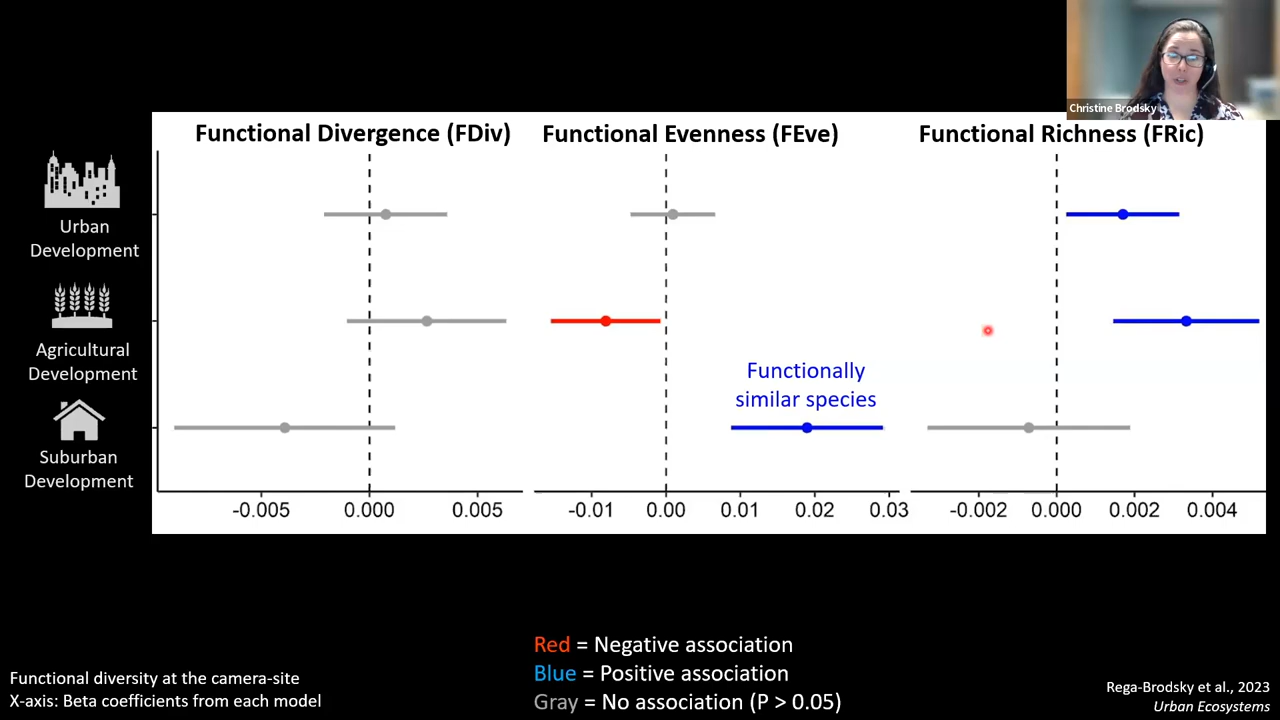 Christine Brodsky
Functional Divergence (FDiv)
Functional Evenness (FEve)
Functional Richness (FRic)
Urban
Development
Agricultural
Development
Suburban
Development
Functionally
similar species
-0.005 0.000 0.005
-0.01 0.00 0.01 0.02 0.03
-0.002 0.000 0.002 0.004
Red = Negative association
Blue = Positive association
Gray = No association (P > 0.05)
Functional diversity at the camera-site
X-axis: Beta coefficients from each model
Rega-Brodsky et al., 2023
Urban Ecosystems